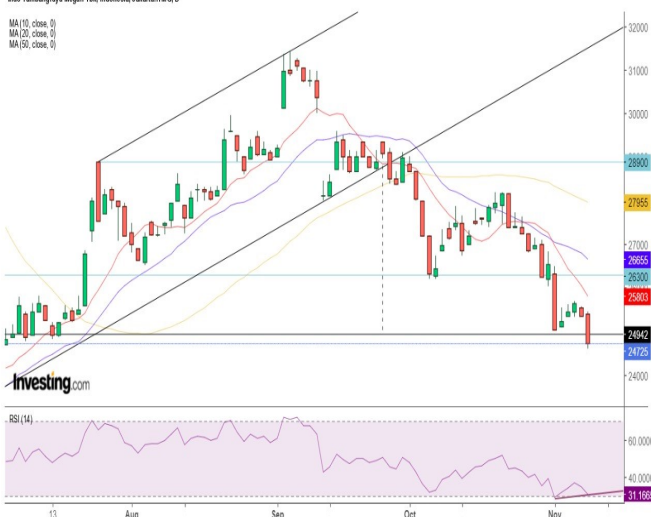 MA (10, close, 0)
MA (20, close, 0)
MA (50, close, 0)
32000
31000
30000
28900
27955
27000
26655
26300
25803
24942
24725
24000
Investing.com
RSI (14)
60.0000
40.0000
31.166
13 Aug Sep Oct Nov